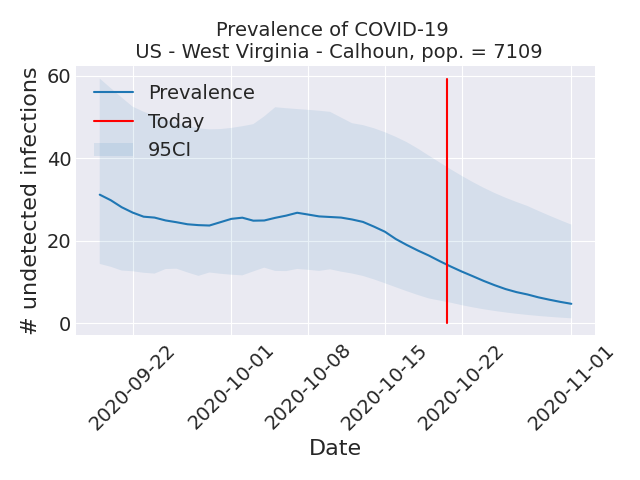 Prevalence of COVID-19
US - West Virginia - Calhoun, pop. = 7109
# undetected infections
60
40
20
0
Prevalence
Today
95CI
2020-09-22
2020-10-01
2020-10-08
2020-10-15
2020-10-22
2020-11-01
Date